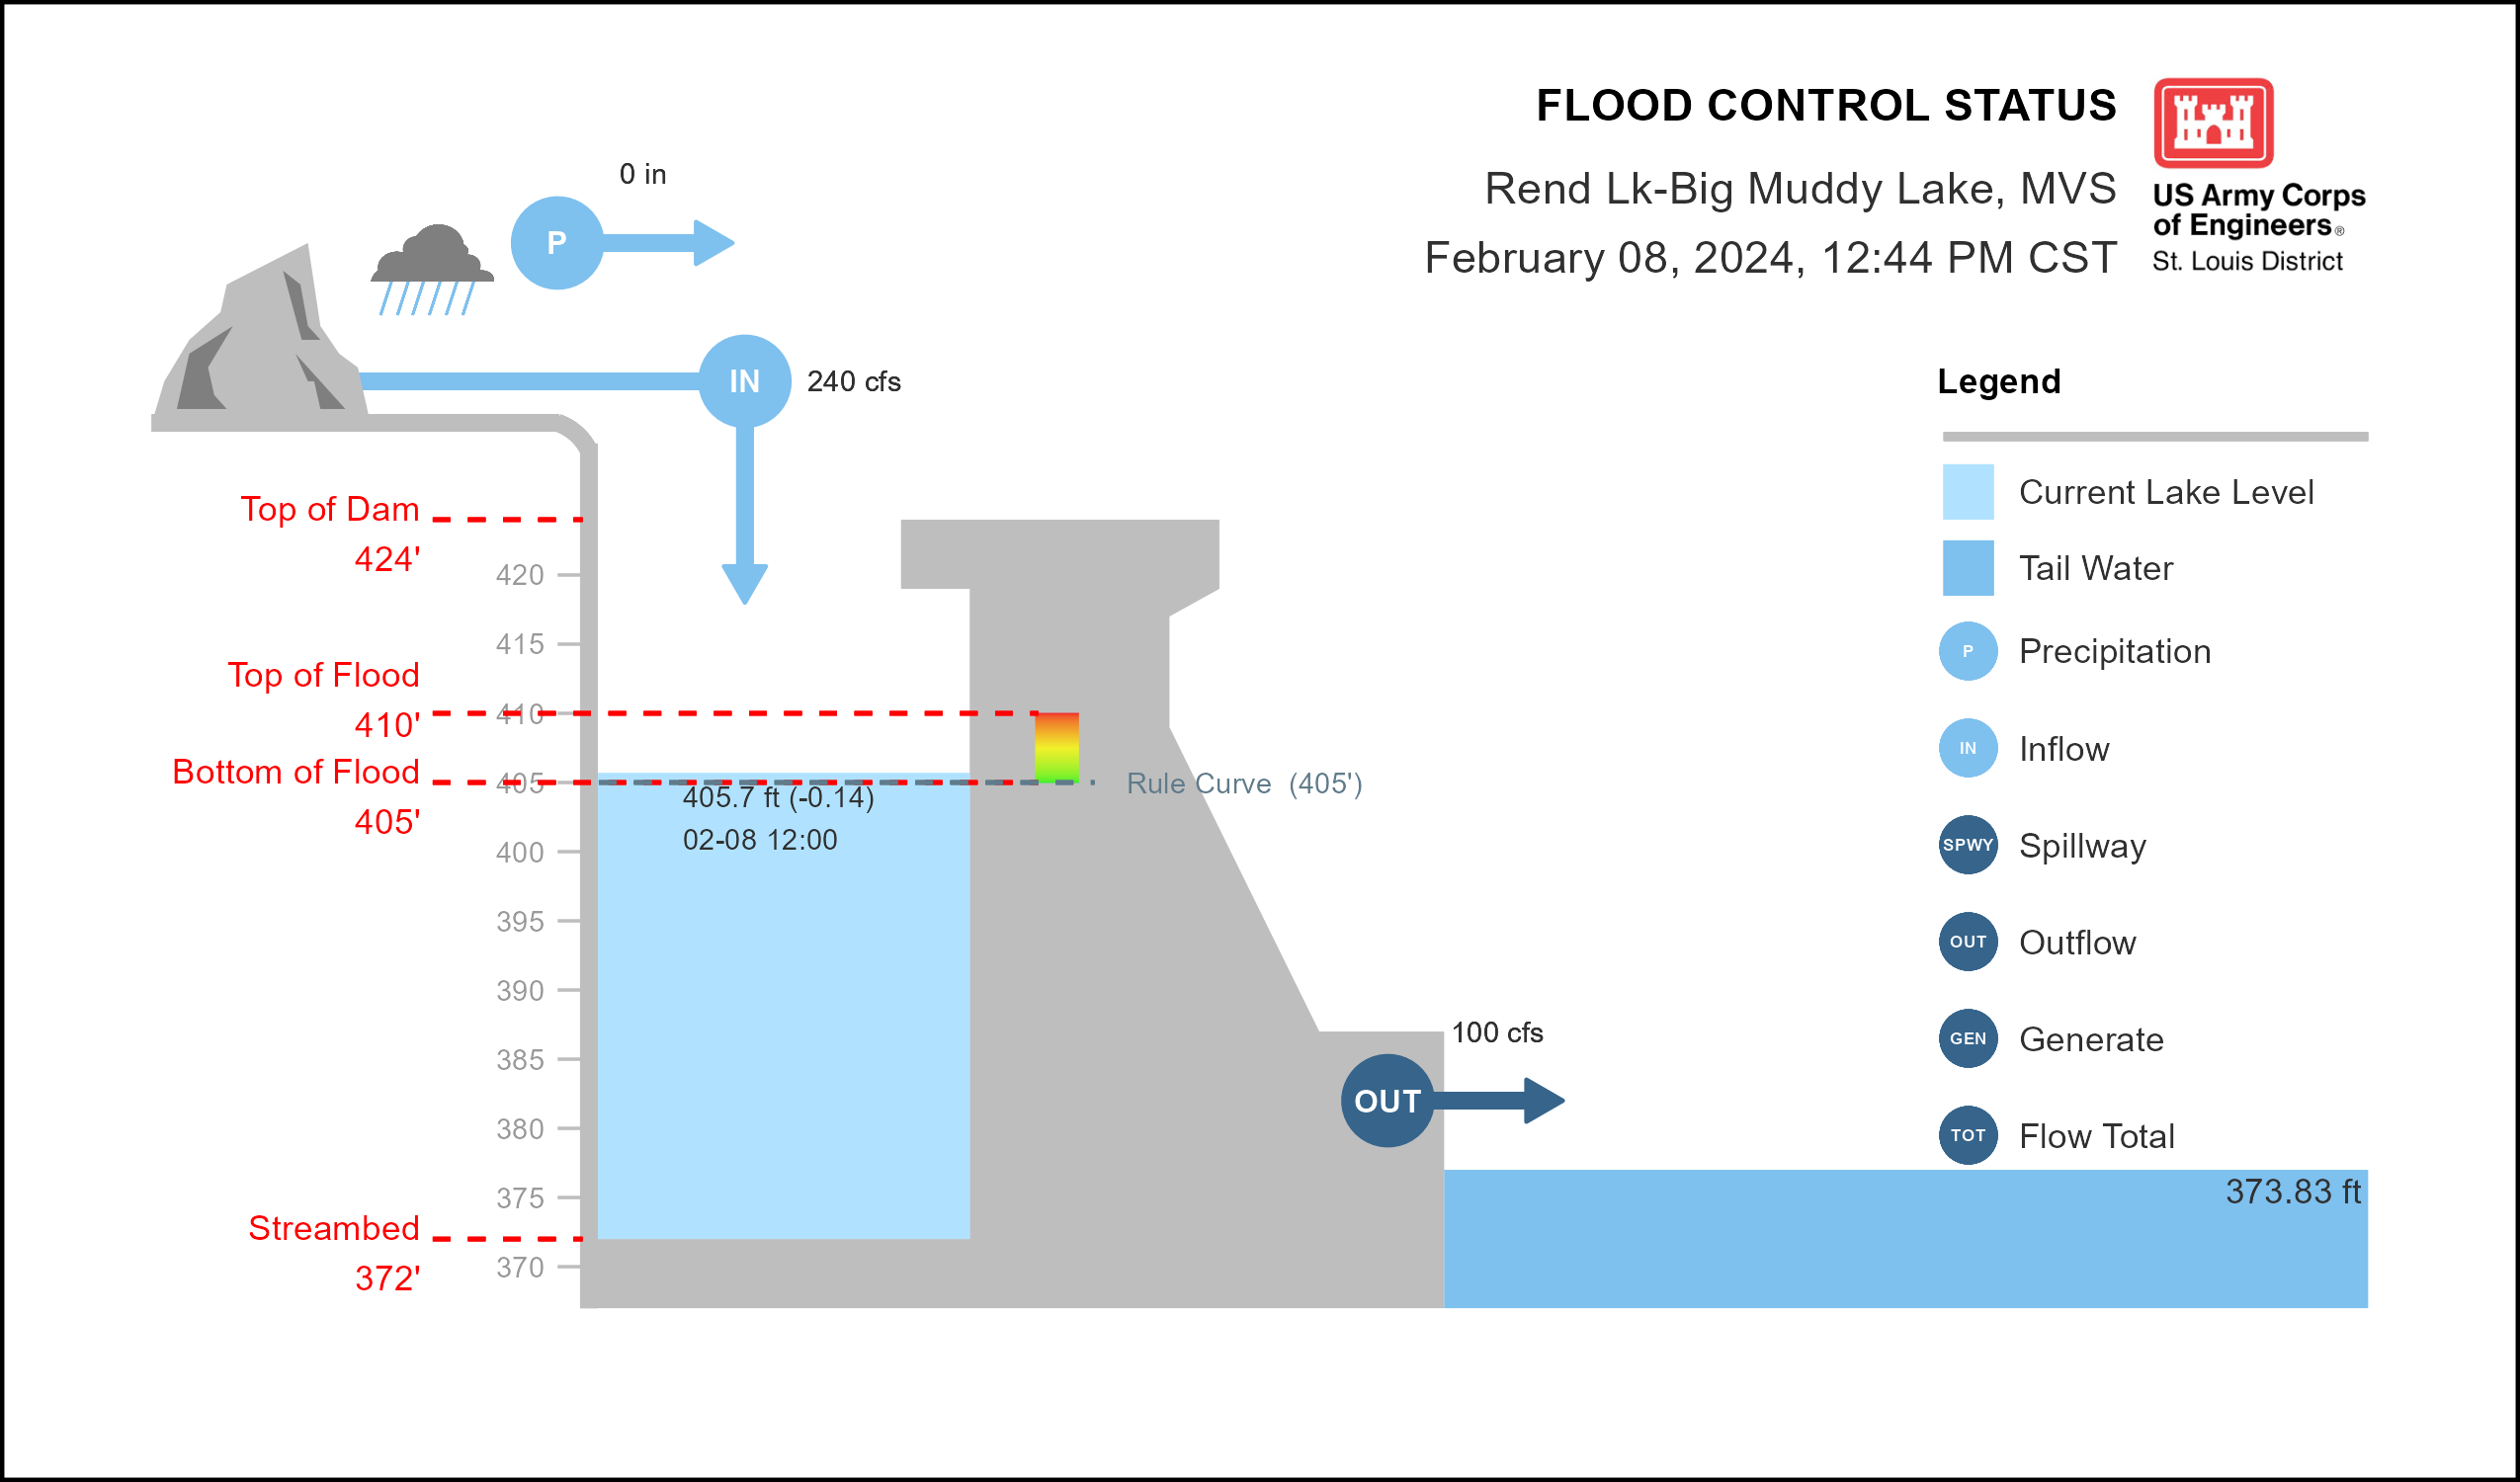 FLOOD CONTROL STATUS
Rend Lk-Big Muddy Lake, MVS
February 08, 2024, 12:44 PM CST
US Army Corps
of Engineers®
St. Louis District
0 in
P
IN
240 cfs
Legend
Current Lake Level
Tail Water
P Precipitation
IN Inflow
SPWY Spillway
OUT Outflow
GEN Generate
TOT Flow Total
Top of Dam
424'
420
415
Top of Flood
410'
410
Bottom of Flood
405'
405
Rule Curve (405')
405.7 ft (-0.14)
02-08 12:00
400
395
390
385
380
375
370
Streambed
372'
100 cfs
OUT
373.83 ft